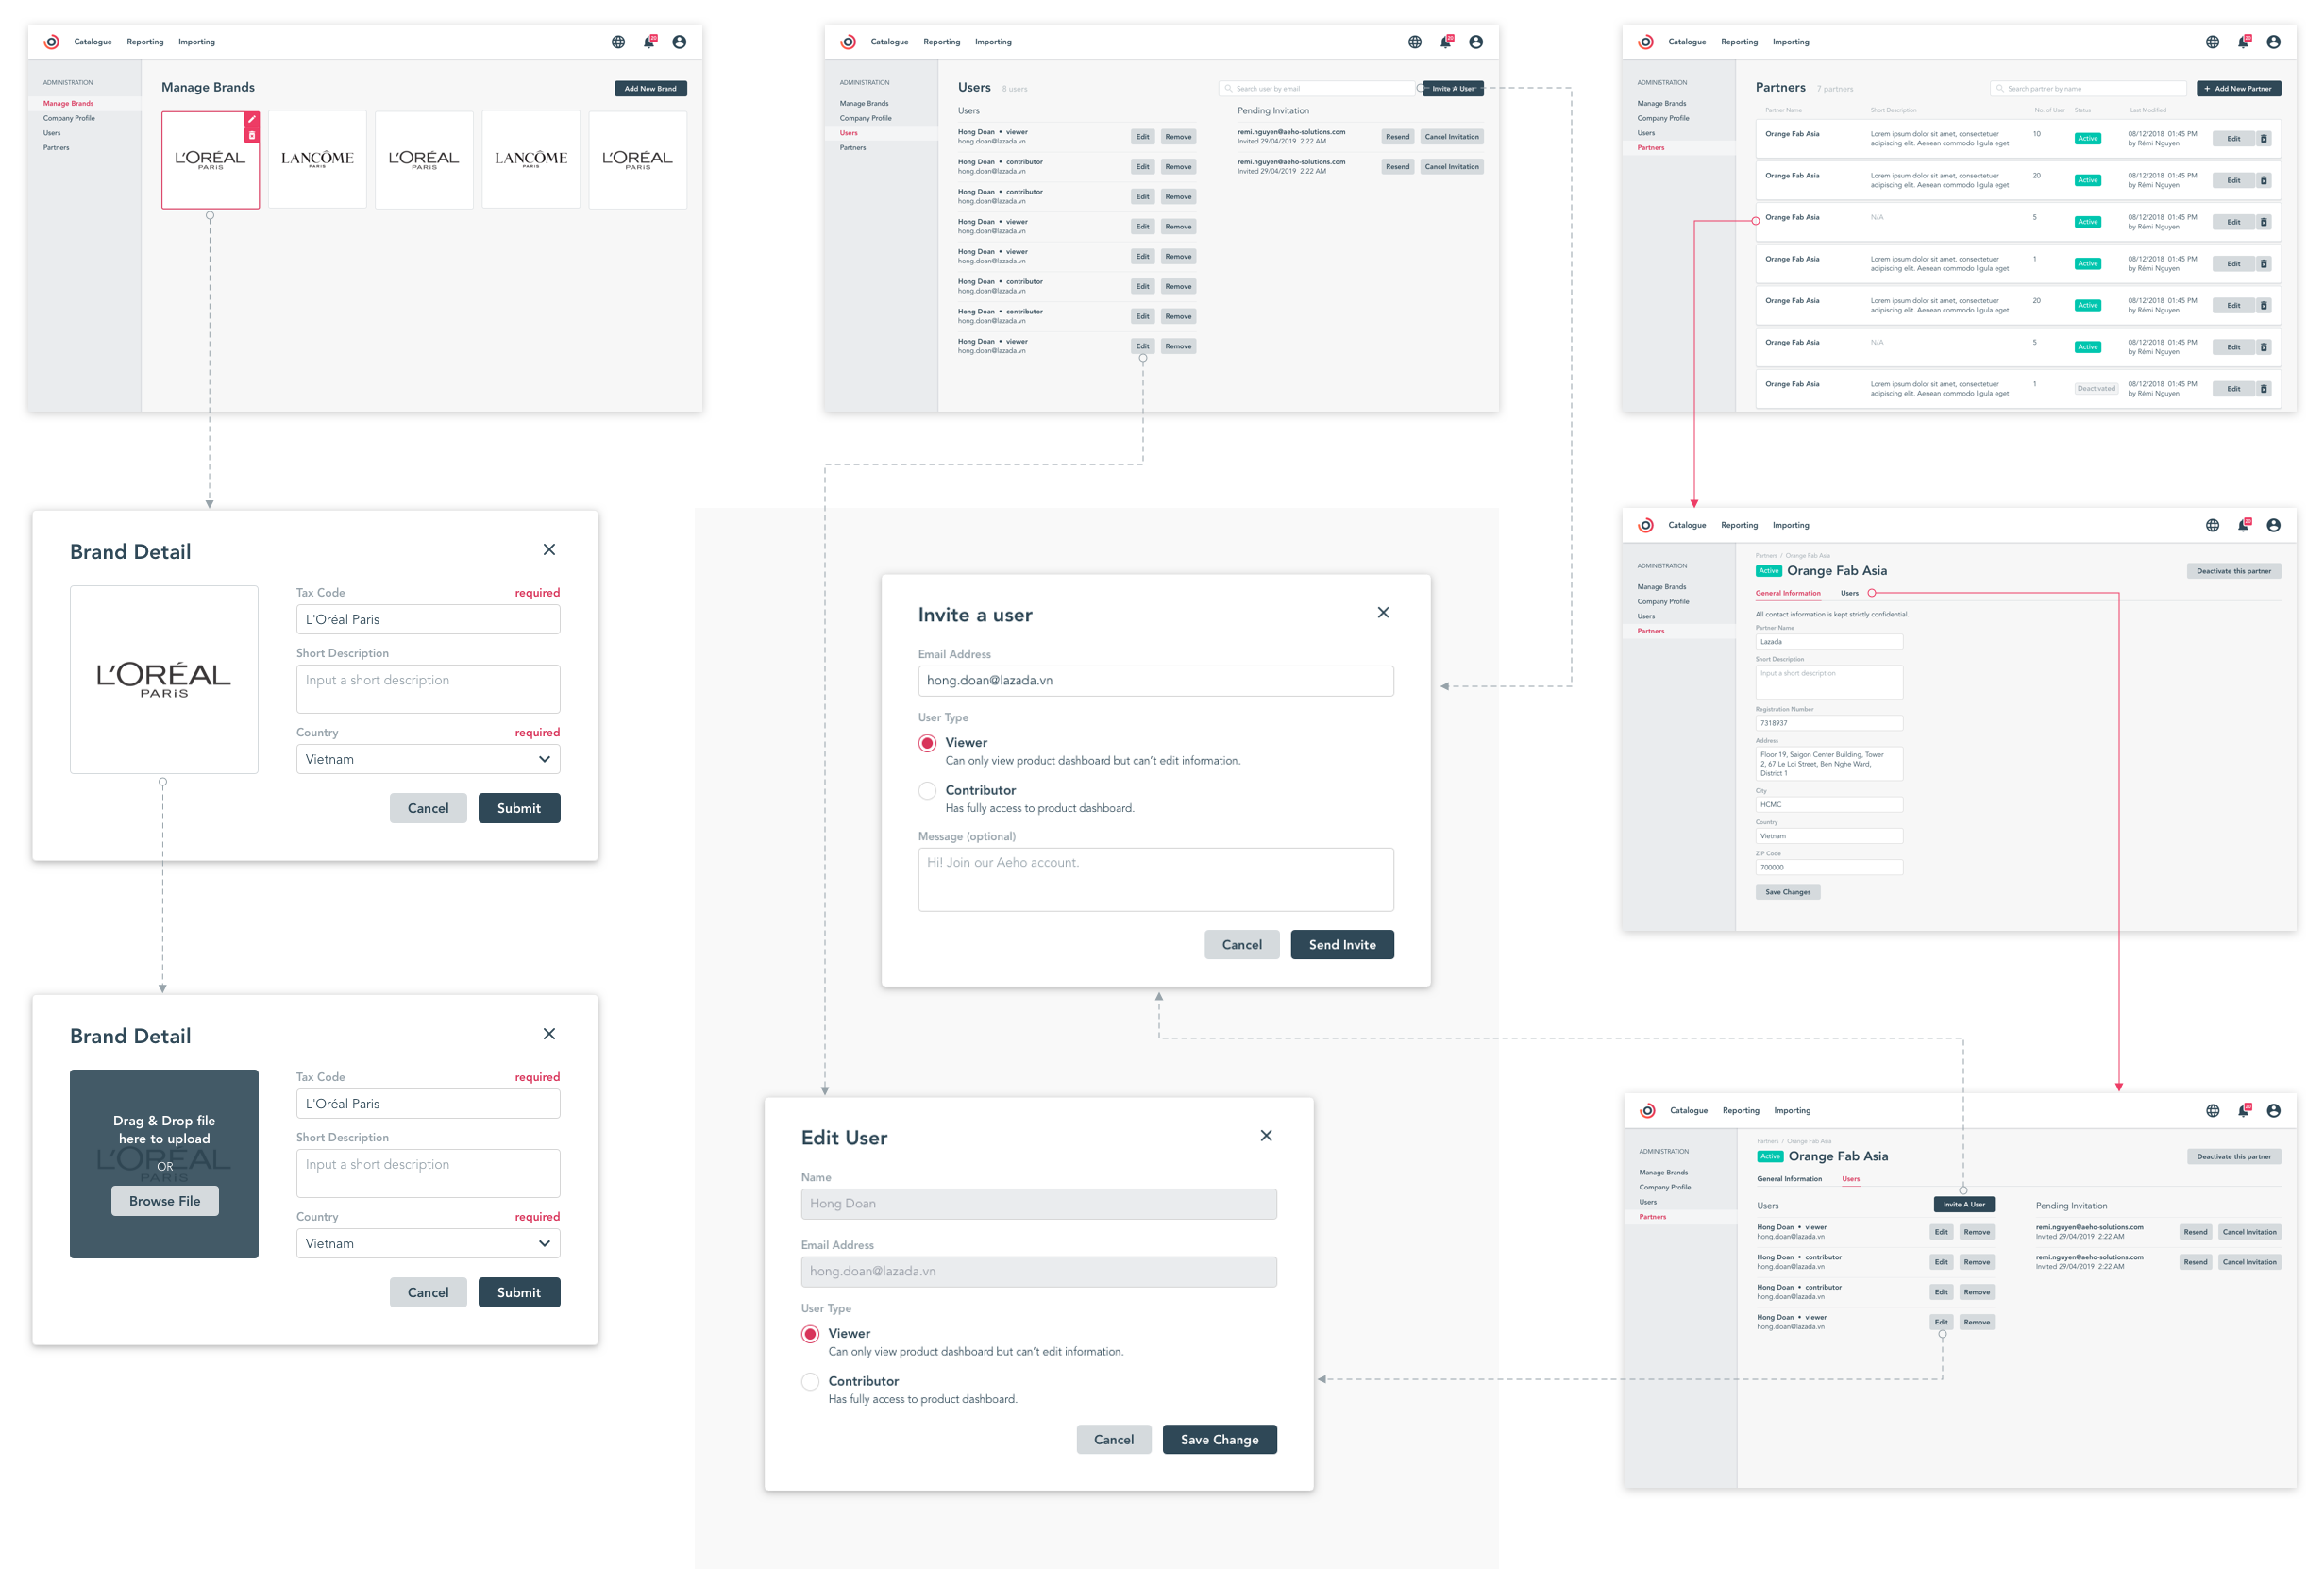 Catalogue Reporting Importing
20
ADMINISTRATION
Manage Brands
Company Profile
Users
Partners
Manage Brands
Add New Brand
L'ORÉAL
PARIS
LANCÔME
PARIS
L'ORÉAL
PARIS
LANCÔME
PARIS
L'ORÉAL
PARIS
Catalogue Reporting Importing
20
ADMINISTRATION
Manage Brands
Company Profile
Users
Partners
Users 8 users
Search user by email
Invite A User
Users
Hong Doan • viewer
hong.doan@lazada.vn
Edit Remove
Hong Doan • contributor
hong.doan@lazada.vn
Edit Remove
Hong Doan • contributor
hong.doan@lazada.vn
Edit Remove
Hong Doan • viewer
hong.doan@lazada.vn
Edit Remove
Hong Doan • viewer
hong.doan@lazada.vn
Edit Remove
Hong Doan • contributor
hong.doan@lazada.vn
Edit Remove
Hong Doan • contributor
hong.doan@lazada.vn
Edit Remove
Hong Doan • viewer
hong.doan@lazada.vn
Edit Remove
Pending Invitation
remi.nguyen@aeho-solutions.com
Invited 29/04/2019 2:22 AM
Resend Cancel Invitation
remi.nguyen@aeho-solutions.com
Invited 29/04/2019 2:22 AM
Resend Cancel Invitation
Catalogue Reporting Importing
20
ADMINISTRATION
Manage Brands
Company Profile
Users
Partners
Partners 7 partners
Search partner by name
+ Add New Partner
Partner Name Short Description No. of User Status Last Modified
Orange Fab Asia Lorem ipsum dolor sit amet, consectetuer 10 Active 08/12/2018 01:45 PM Edit
adipiscing elit. Aenean commodo ligula eget by Rémi Nguyen
Orange Fab Asia Lorem ipsum dolor sit amet, consectetuer 20 Active 08/12/2018 01:45 PM Edit
adipiscing elit. Aenean commodo ligula eget by Rémi Nguyen
Orange Fab Asia N/A 5 Active 08/12/2018 01:45 PM Edit
by Rémi Nguyen
Orange Fab Asia Lorem ipsum dolor sit amet, consectetuer 1 Active 08/12/2018 01:45 PM Edit
adipiscing elit. Aenean commodo ligula eget by Rémi Nguyen
Orange Fab Asia Lorem ipsum dolor sit amet, consectetuer 20 Active 08/12/2018 01:45 PM Edit
adipiscing elit. Aenean commodo ligula eget by Rémi Nguyen
Orange Fab Asia N/A 5 Active 08/12/2018 01:45 PM Edit
by Rémi Nguyen
Orange Fab Asia Lorem ipsum dolor sit amet, consectetuer 1 Deactivated 08/12/2018 01:45 PM Edit
adipiscing elit. Aenean commodo ligula eget by Rémi Nguyen
Brand Detail
L'ORÉAL
PARIS
Tax Code required
L'Oréal Paris
Short Description
Input a short description
Country required
Vietnam
Cancel Submit
Brand Detail
Drag & Drop file
here to upload
L'ORÉAL
OR
PARIS
Browse File
Tax Code required
L'Oréal Paris
Short Description
Input a short description
Country required
Vietnam
Cancel Submit
Invite a user
Email Address
hong.doan@lazada.vn
User Type
Viewer
Can only view product dashboard but can't edit information.
Contributor
Has fully access to product dashboard.
Message (optional)
Hi! Join our Aeho account.
Cancel Send Invite
Edit User
Name
Hong Doan
Email Address
hong.doan@lazada.vn
User Type
Viewer
Can only view product dashboard but can't edit information.
Contributor
Has fully access to product dashboard.
Cancel Save Change
Catalogue Reporting Importing
20
ADMINISTRATION
Manage Brands
Company Profile
Users
Partners
Partners / Orange Fab Asia
Active Orange Fab Asia
Deactivate this partner
General Information Users
All contact information is kept strictly confidential.
Partner Name
Lazada
Short Description
Input a short description
Registration Number
7318937
Address
Floor 19, Saigon Center Building, Tower
2, 67 Le Loi Street, Ben Nghe Ward,
District 1
City
HCMC
Country
Vietnam
ZIP Code
700000
Save Changes
Catalogue Reporting Importing
20
ADMINISTRATION
Manage Brands
Company Profile
Users
Partners
Partners / Orange Fab Asia
Active Orange Fab Asia
Deactivate this partner
General Information Users
Users
Invite A User
Hong Doan • viewer
hong.doan@lazada.vn
Edit Remove
Hong Doan • contributor
hong.doan@lazada.vn
Edit Remove
Hong Doan • contributor
hong.doan@lazada.vn
Edit Remove
Hong Doan • viewer
hong.doan@lazada.vn
Edit Remove
Pending Invitation
remi.nguyen@aeho-solutions.com
Invited 29/04/2019 2:22 AM
Resend Cancel Invitation
remi.nguyen@aeho-solutions.com
Invited 29/04/2019 2:22 AM
Resend Cancel Invitation